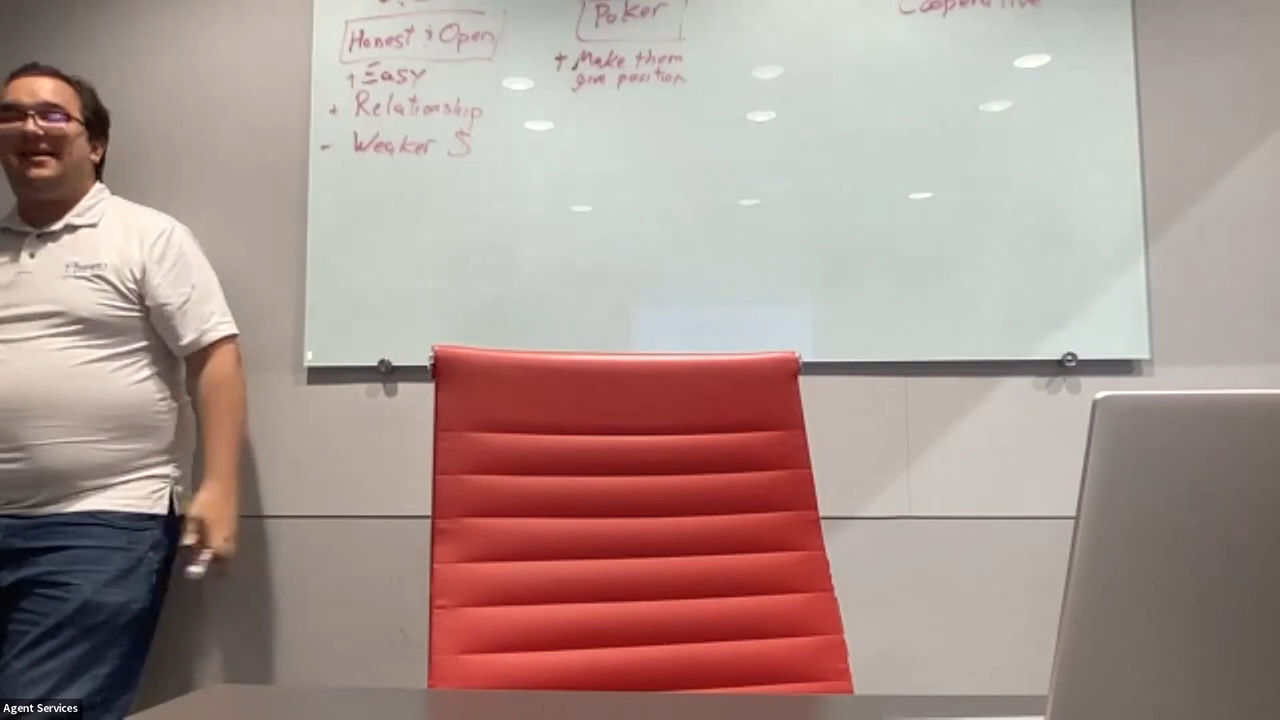 Honest & Open
+ Easy
+ Relationship
- Weaker $
Poker
+ Make them
give position
Cooperative
Agent Services